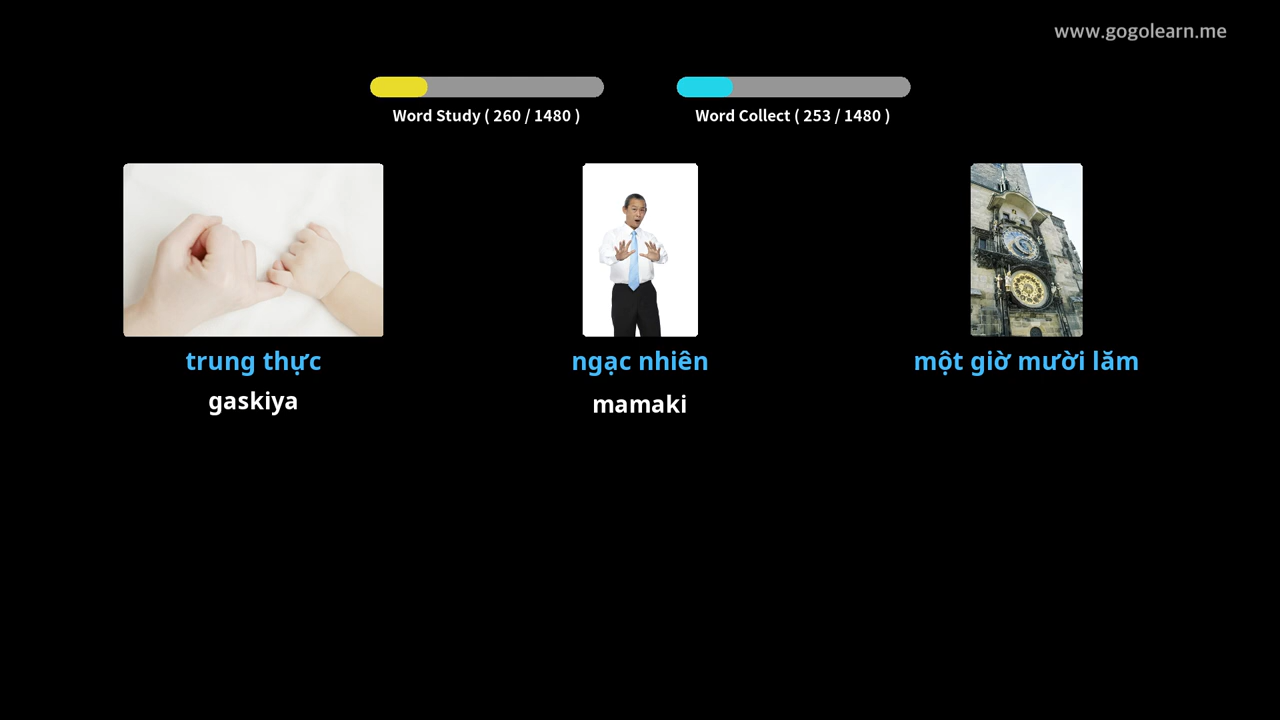 www.gogolearn.me
Word Study ( 260 / 1480 )
Word Collect ( 253 / 1480 )
trung thực
ngạc nhiên
một giờ mười lăm
gaskiya
mamaki